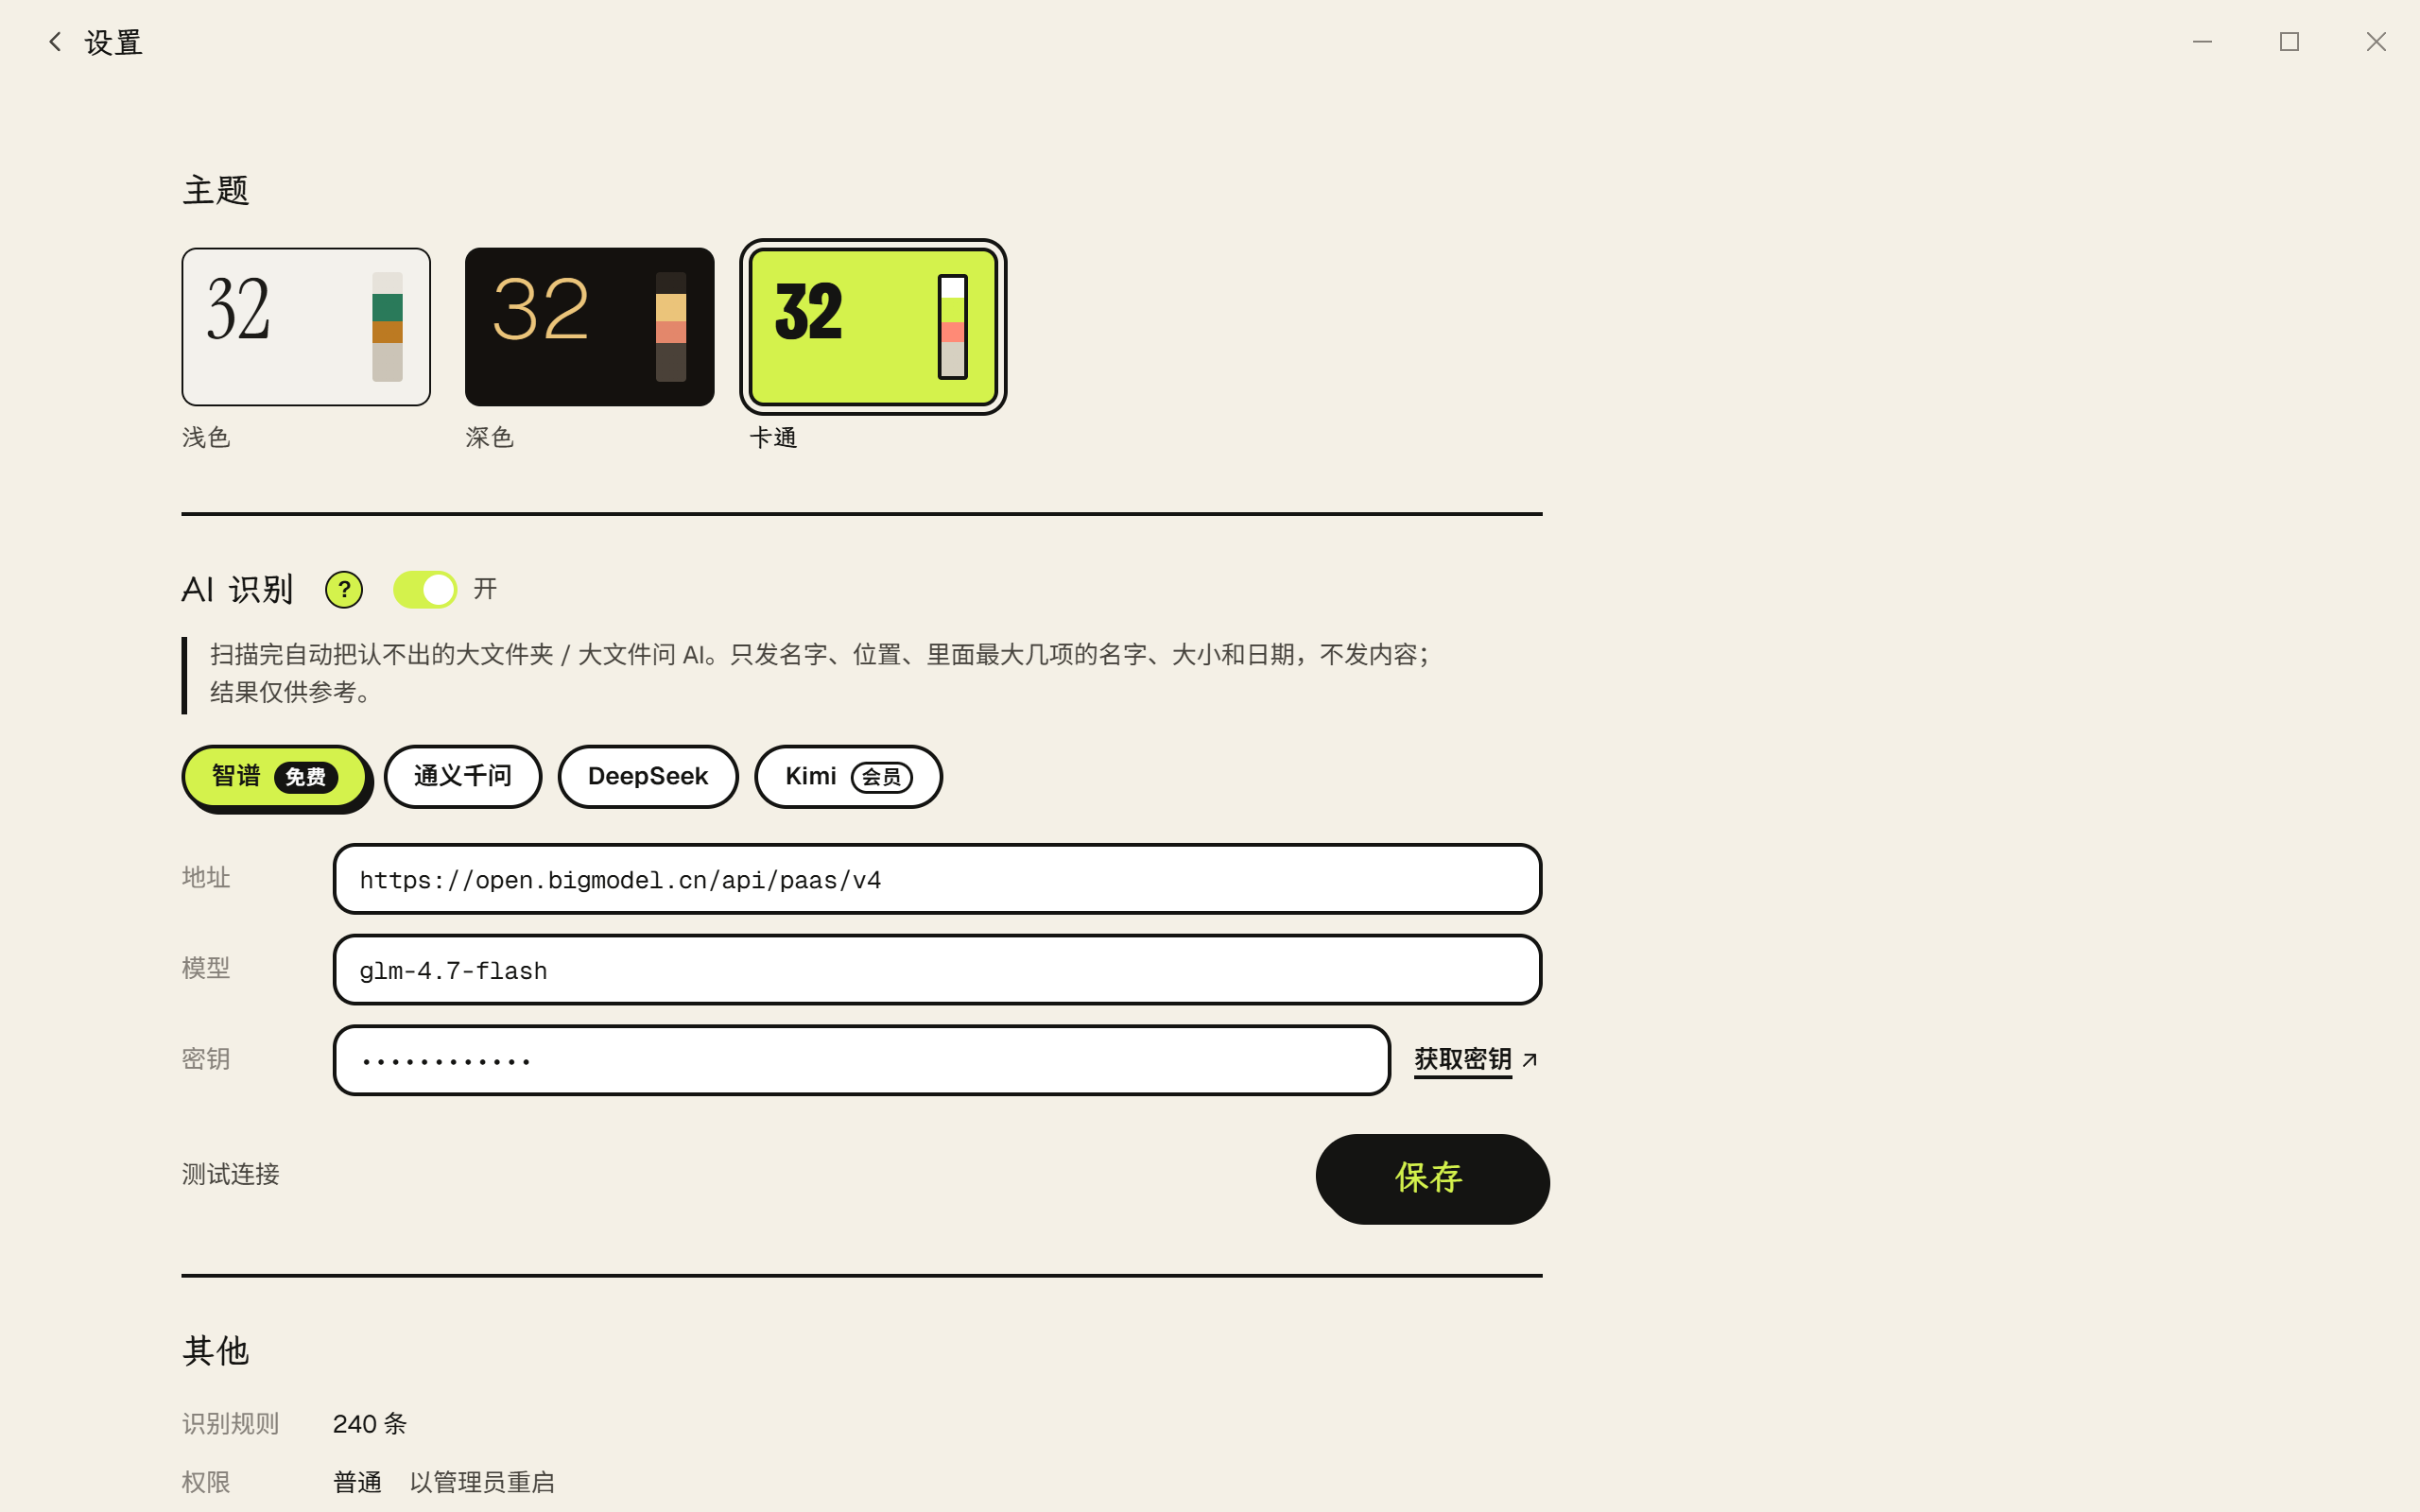 设置
主题
32
32
32
浅色
深色
卡通
AI 识别 ? 开
扫描完自动把认不出的大文件夹 / 大文件问 AI。只发名字、位置、里面最大几项的名字、大小和日期，不发内容；
结果仅供参考。
智谱 免费
通义千问
DeepSeek
Kimi 会员
地址 https://open.bigmodel.cn/api/paas/v4
模型 glm-4.7-flash
密钥 ············ 获取密钥 ↗
测试连接
保存
其他
识别规则 240 条
权限 普通 以管理员重启